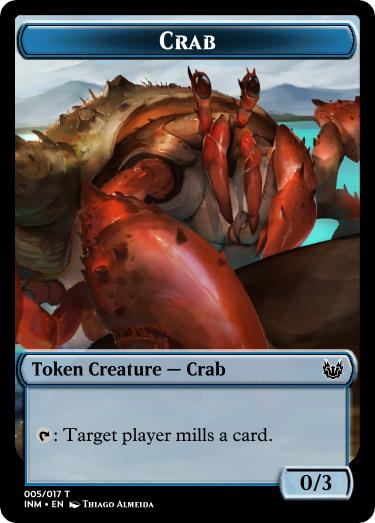 Crab
Token Creature — Crab
: Target player mills a card.
0/3
005/017 T
INM • EN Thiago Almeida